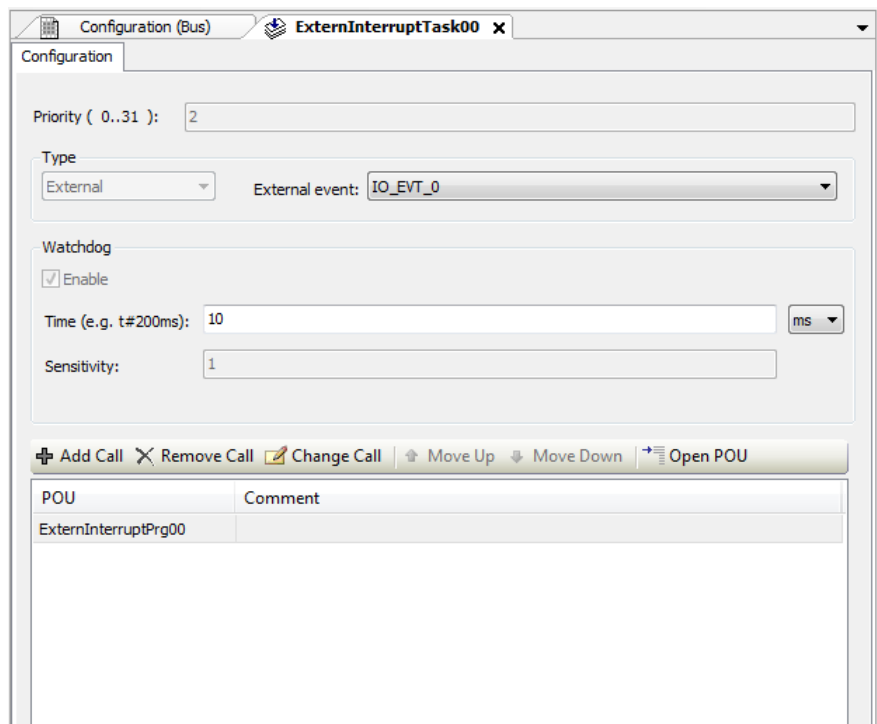 Configuration (Bus) ExternInterruptTask00
Configuration
Priority ( 0..31 ): 2
Type
External External event: IO_EVT_0
Watchdog
Enable
Time (e.g. t#200ms): 10 ms
Sensitivity: 1
Add Call Remove Call Change Call Move Up Move Down Open POU
POU Comment
ExternInterruptPrg00